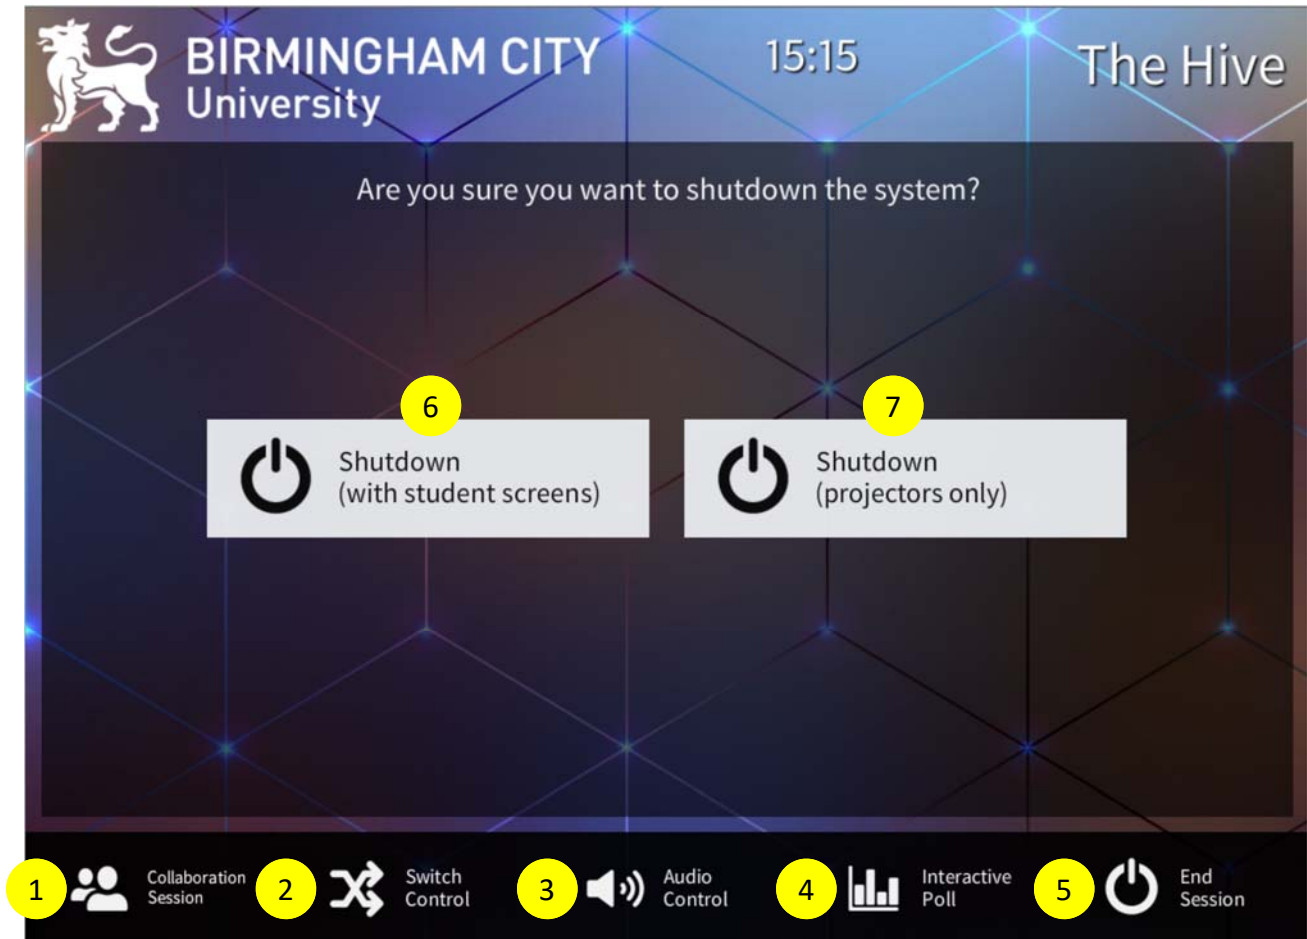 BIRMINGHAM CITY
University
15:15
The Hive
Are you sure you want to shutdown the system?
6
7
Shutdown
(with student screens)
Shutdown
(projectors only)
1
Collaboration
Session
2
Switch
Control
3
Audio
Control
4
Interactive
Poll
5
End
Session